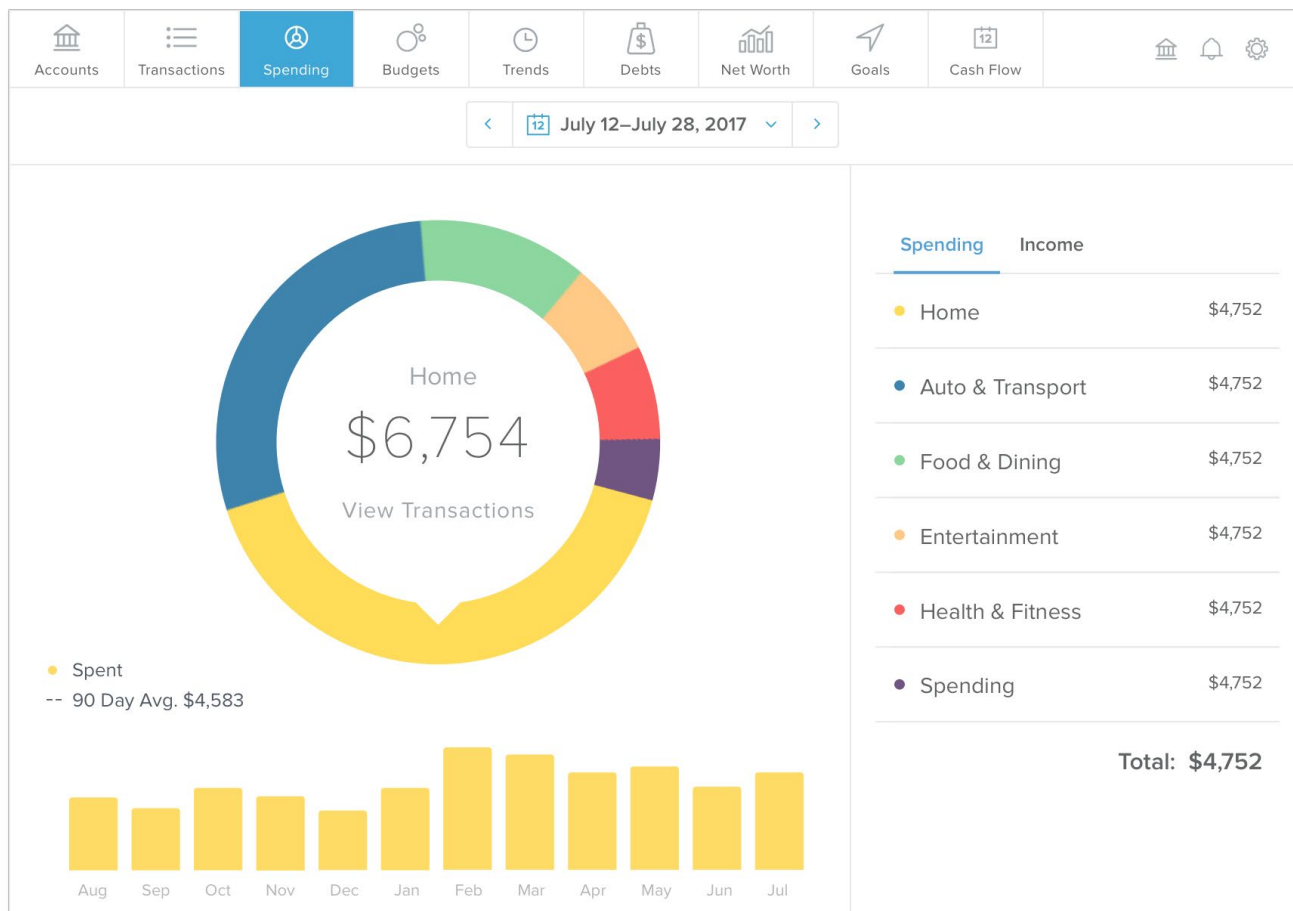 Accounts Transactions Spending Budgets Trends $ Debts Net Worth Goals 12 Cash Flow
12 July 12–July 28, 2017
Home
$6,754
View Transactions
Spent
-- 90 Day Avg. $4,583
Aug Sep Oct Nov Dec Jan Feb Mar Apr May Jun Jul
Spending Income
Home $4,752
Auto & Transport $4,752
Food & Dining $4,752
Entertainment $4,752
Health & Fitness $4,752
Spending $4,752
Total: $4,752